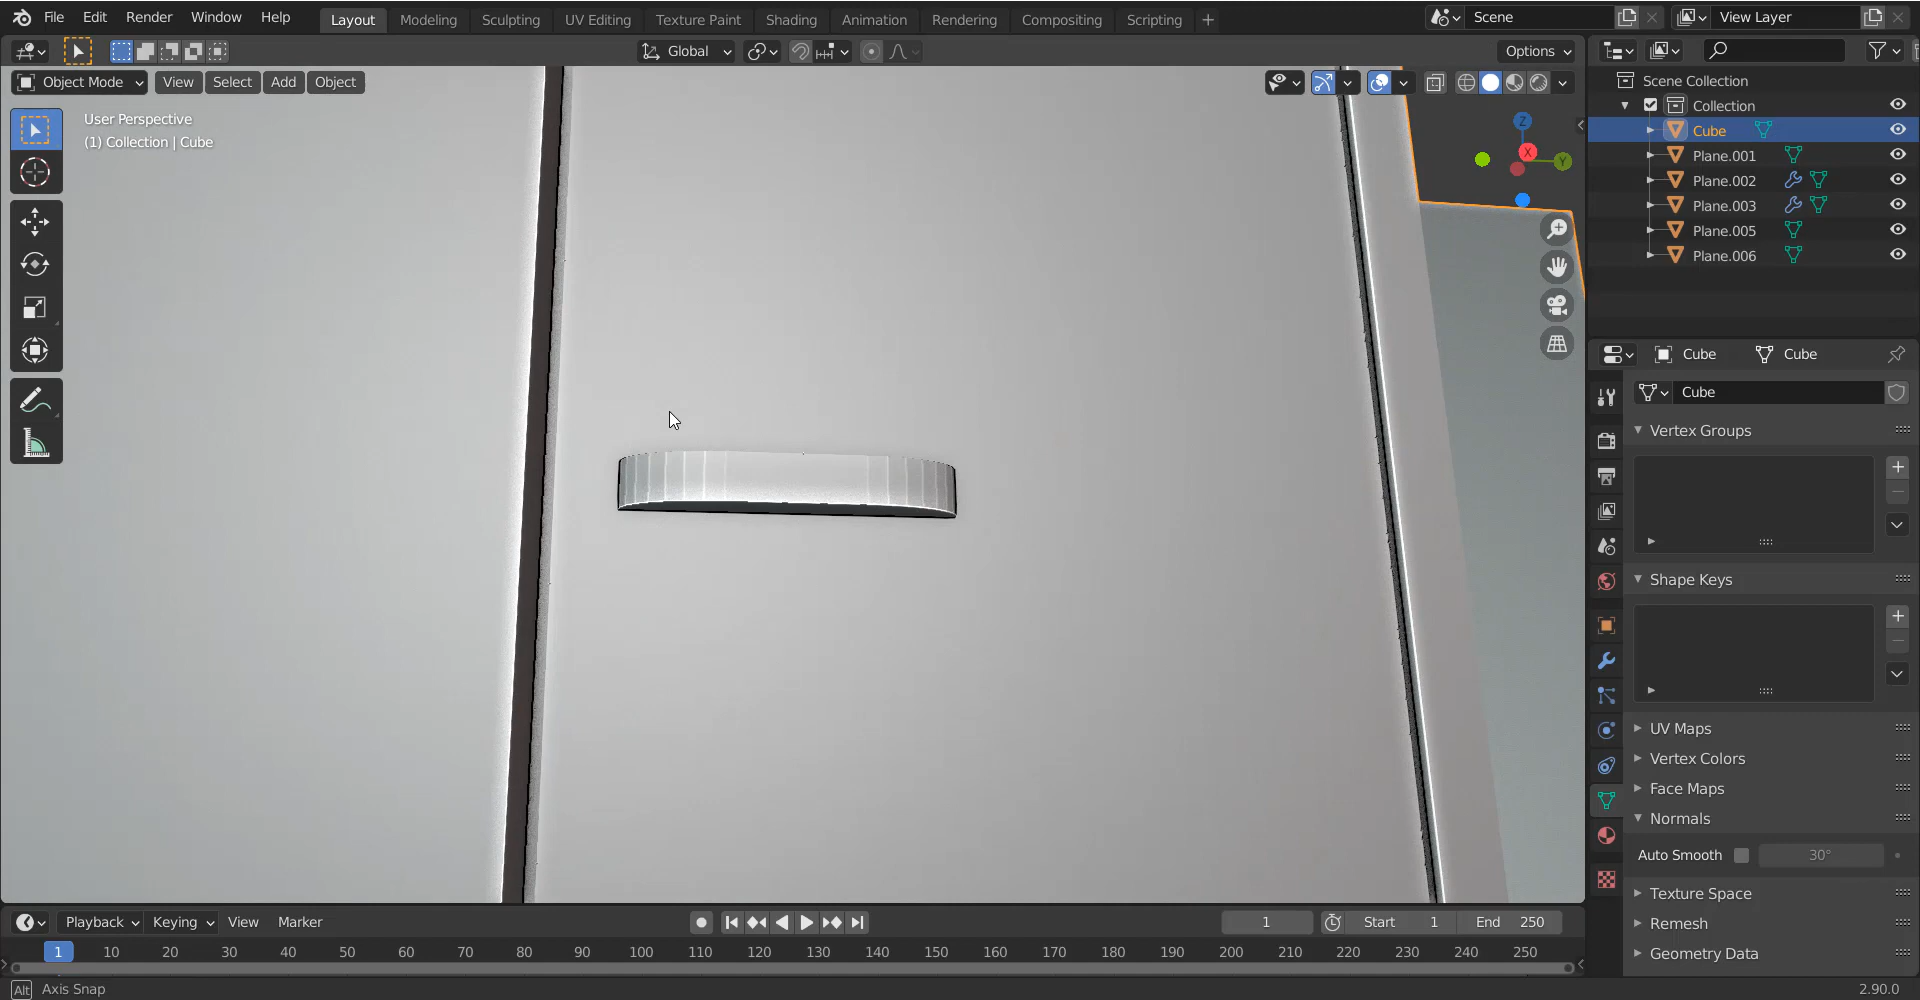 File Edit Render Window Help Layout Modeling Sculpting UV Editing Texture Paint Shading Animation Rendering Compositing Scripting + Scene View Layer
Global Options
Object Mode View Select Add Object
User Perspective
(1) Collection | Cube
Z
X
Y
Scene Collection
Collection
Cube
Plane.001
Plane.002
Plane.003
Plane.005
Plane.006
Cube Cube
Cube
Vertex Groups
Shape Keys
UV Maps
Vertex Colors
Face Maps
Normals
Auto Smooth 30°
Texture Space
Remesh
Geometry Data
Playback Keying View Marker 1 Start 1 End 250
1 10 20 30 40 50 60 70 80 90 100 110 120 130 140 150 160 170 180 190 200 210 220 230 240 250
Alt Axis Snap 2.90.0